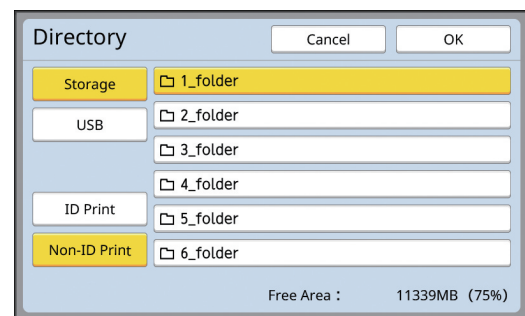 Directory
Cancel
OK
Storage
USB
ID Print
Non-ID Print
1_folder
2_folder
3_folder
4_folder
5_folder
6_folder
Free Area : 11339MB (75%)